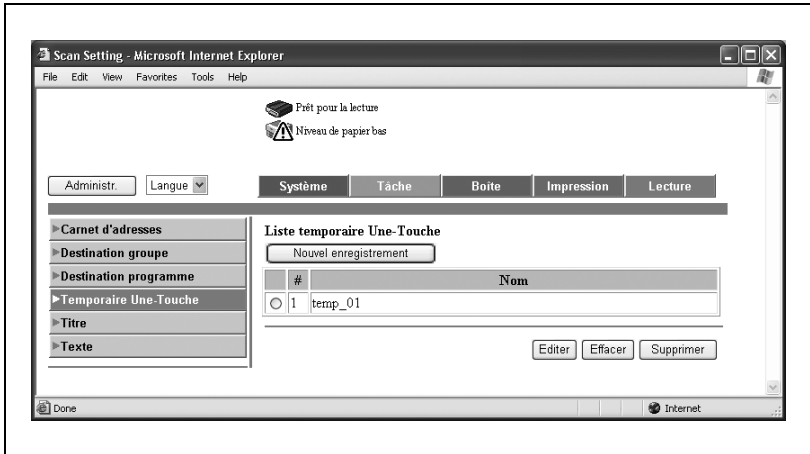 Scan Setting - Microsoft Internet Explorer
File Edit View Favorites Tools Help
Prêt pour la lecture
Niveau de papier bas
Administr. Langue Système Tâche Boîte Impression Lecture
Carnet d'adresses
Destination groupe
Destination programme
Temporaire Une-Touche
Titre
Texte
Liste temporaire Une-Touche
Nouvel enregistrement
# Nom
1 temp_01
Editer Effacer Supprimer
Done Internet